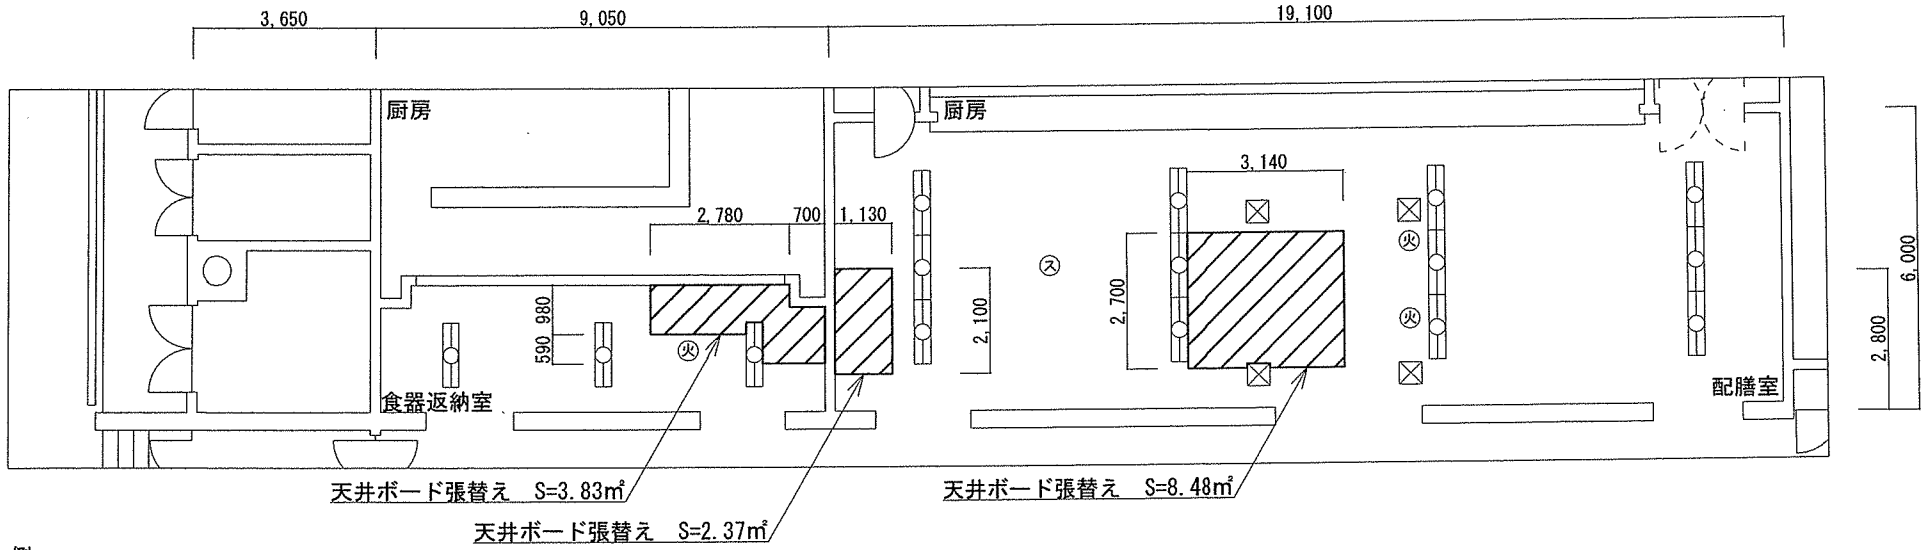 3,650
9,050
19,100
厨房
厨房
3,140
2,780
700
1,130
火
ス
6,000
2,700
980
2,100
火
2,800
590
火
食器返納室
配膳室
天井ボード張替え S=3.83㎡
天井ボード張替え S=8.48㎡
天井ボード張替え S=2.37㎡